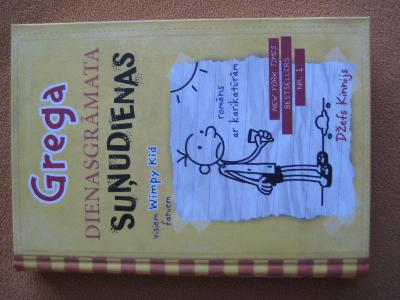 Grega
DIENASGRĀMATA
SUŅUDIENAS
visiem Wimpy Kid
faniem
romāns
ar karikatūrām
NEW YORK TIMES
BESTSELLERS
NR. 1
Džefs Kinnijs